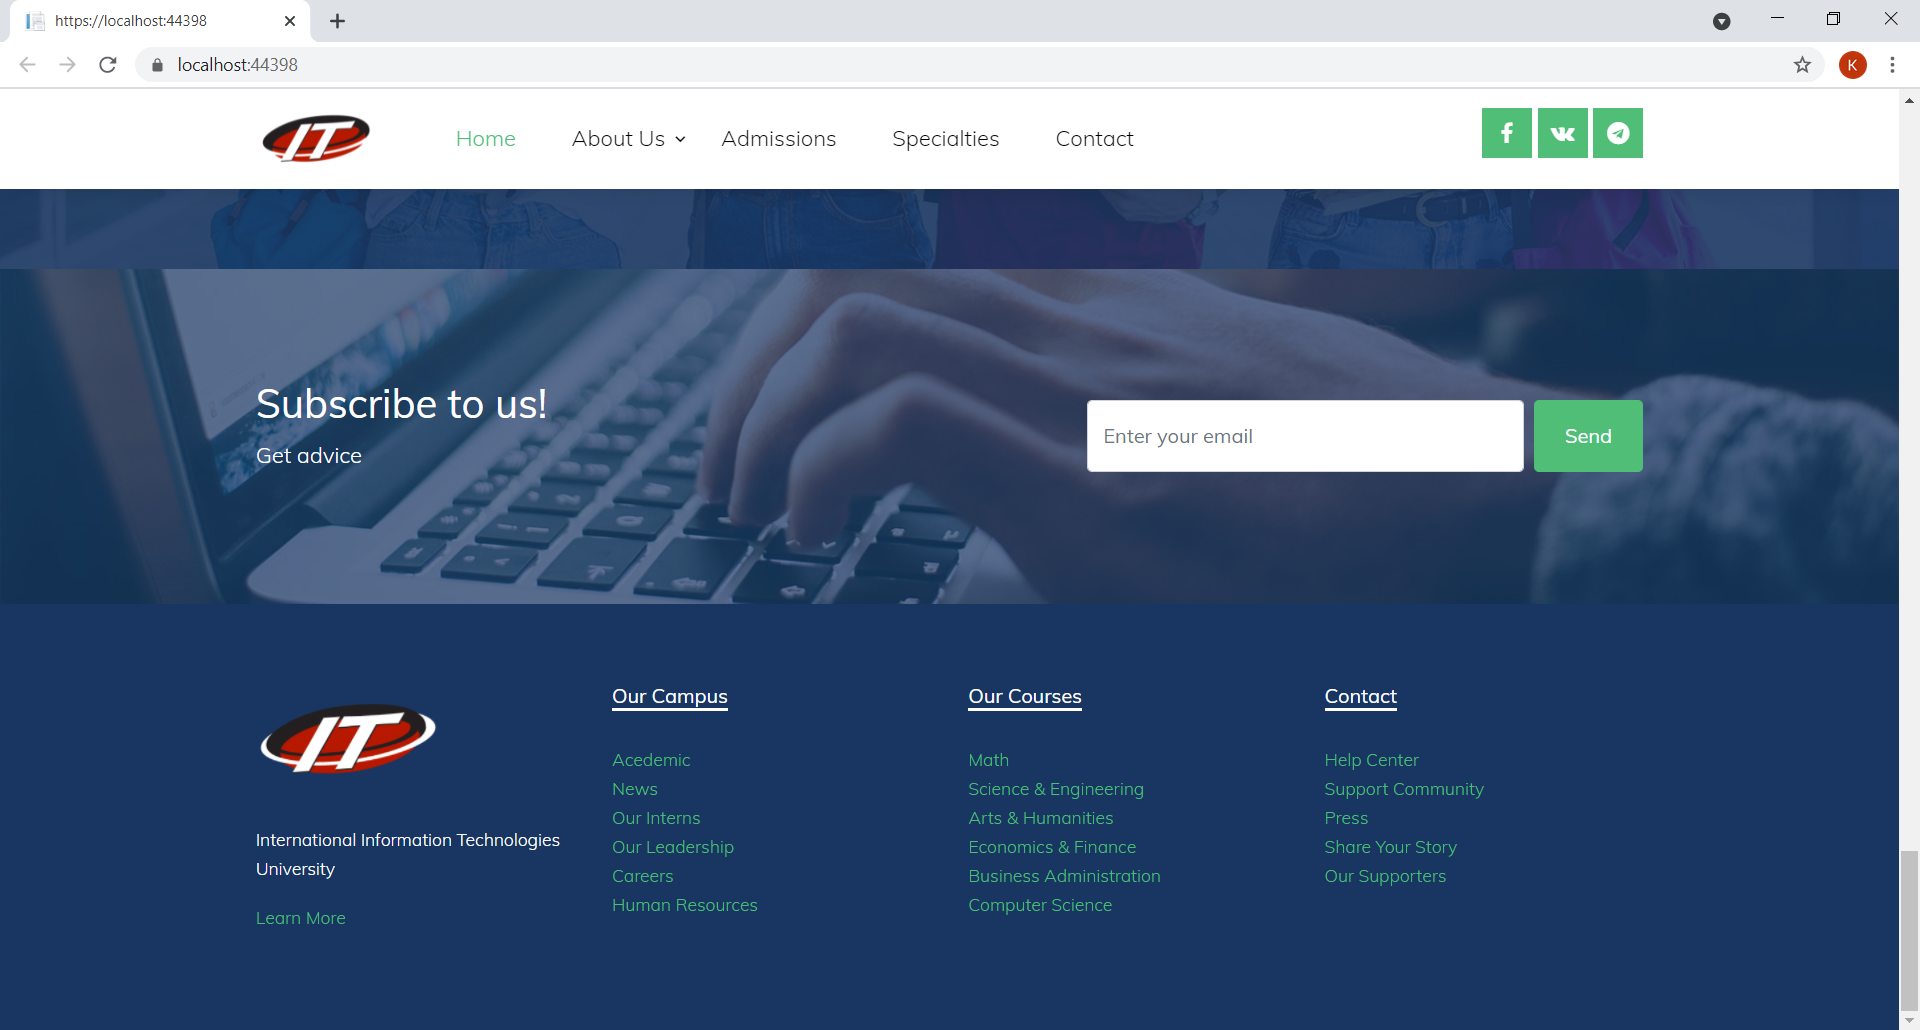 https://localhost:44398
localhost:44398
K
IT
Home
About Us
Admissions
Specialties
Contact
Subscribe to us!
Get advice
Enter your email
Send
IT
International Information Technologies
University
Learn More
Our Campus
Acedemic
News
Our Interns
Our Leadership
Careers
Human Resources
Our Courses
Math
Science & Engineering
Arts & Humanities
Economics & Finance
Business Administration
Computer Science
Contact
Help Center
Support Community
Press
Share Your Story
Our Supporters